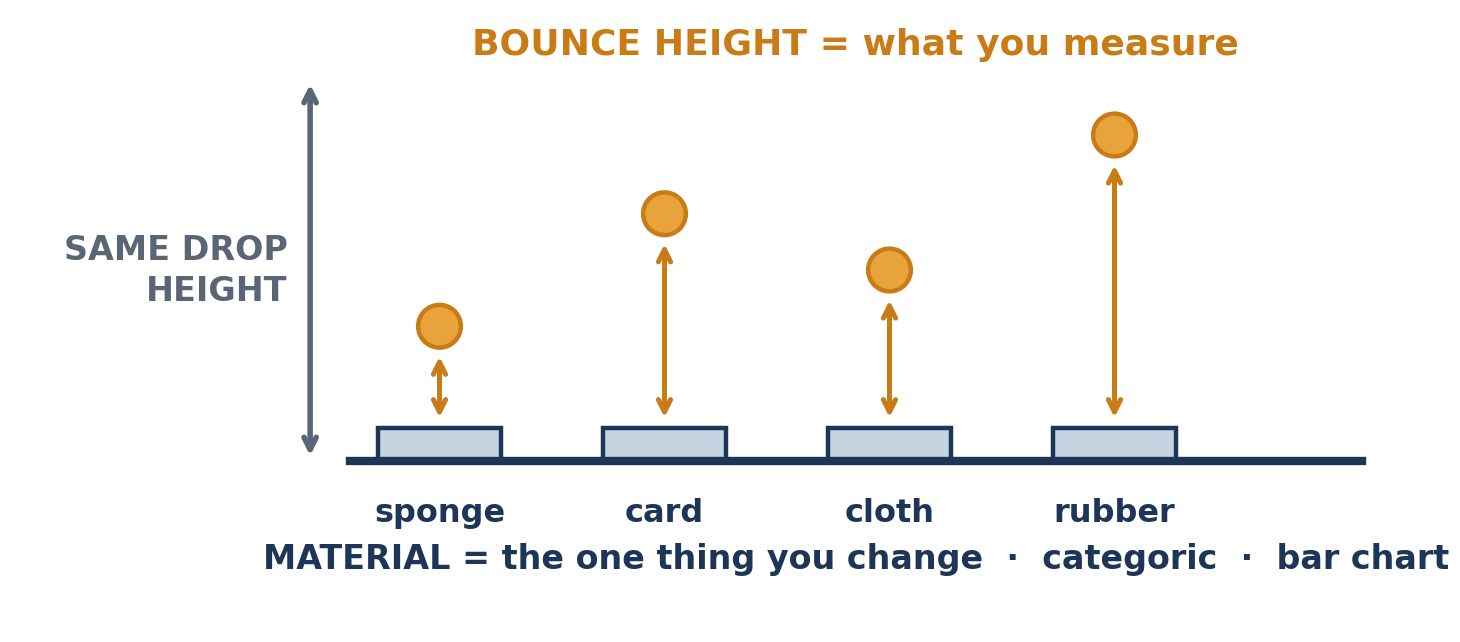 BOUNCE HEIGHT = what you measure
SAME DROP
HEIGHT
sponge card cloth rubber
MATERIAL = the one thing you change · categoric · bar chart